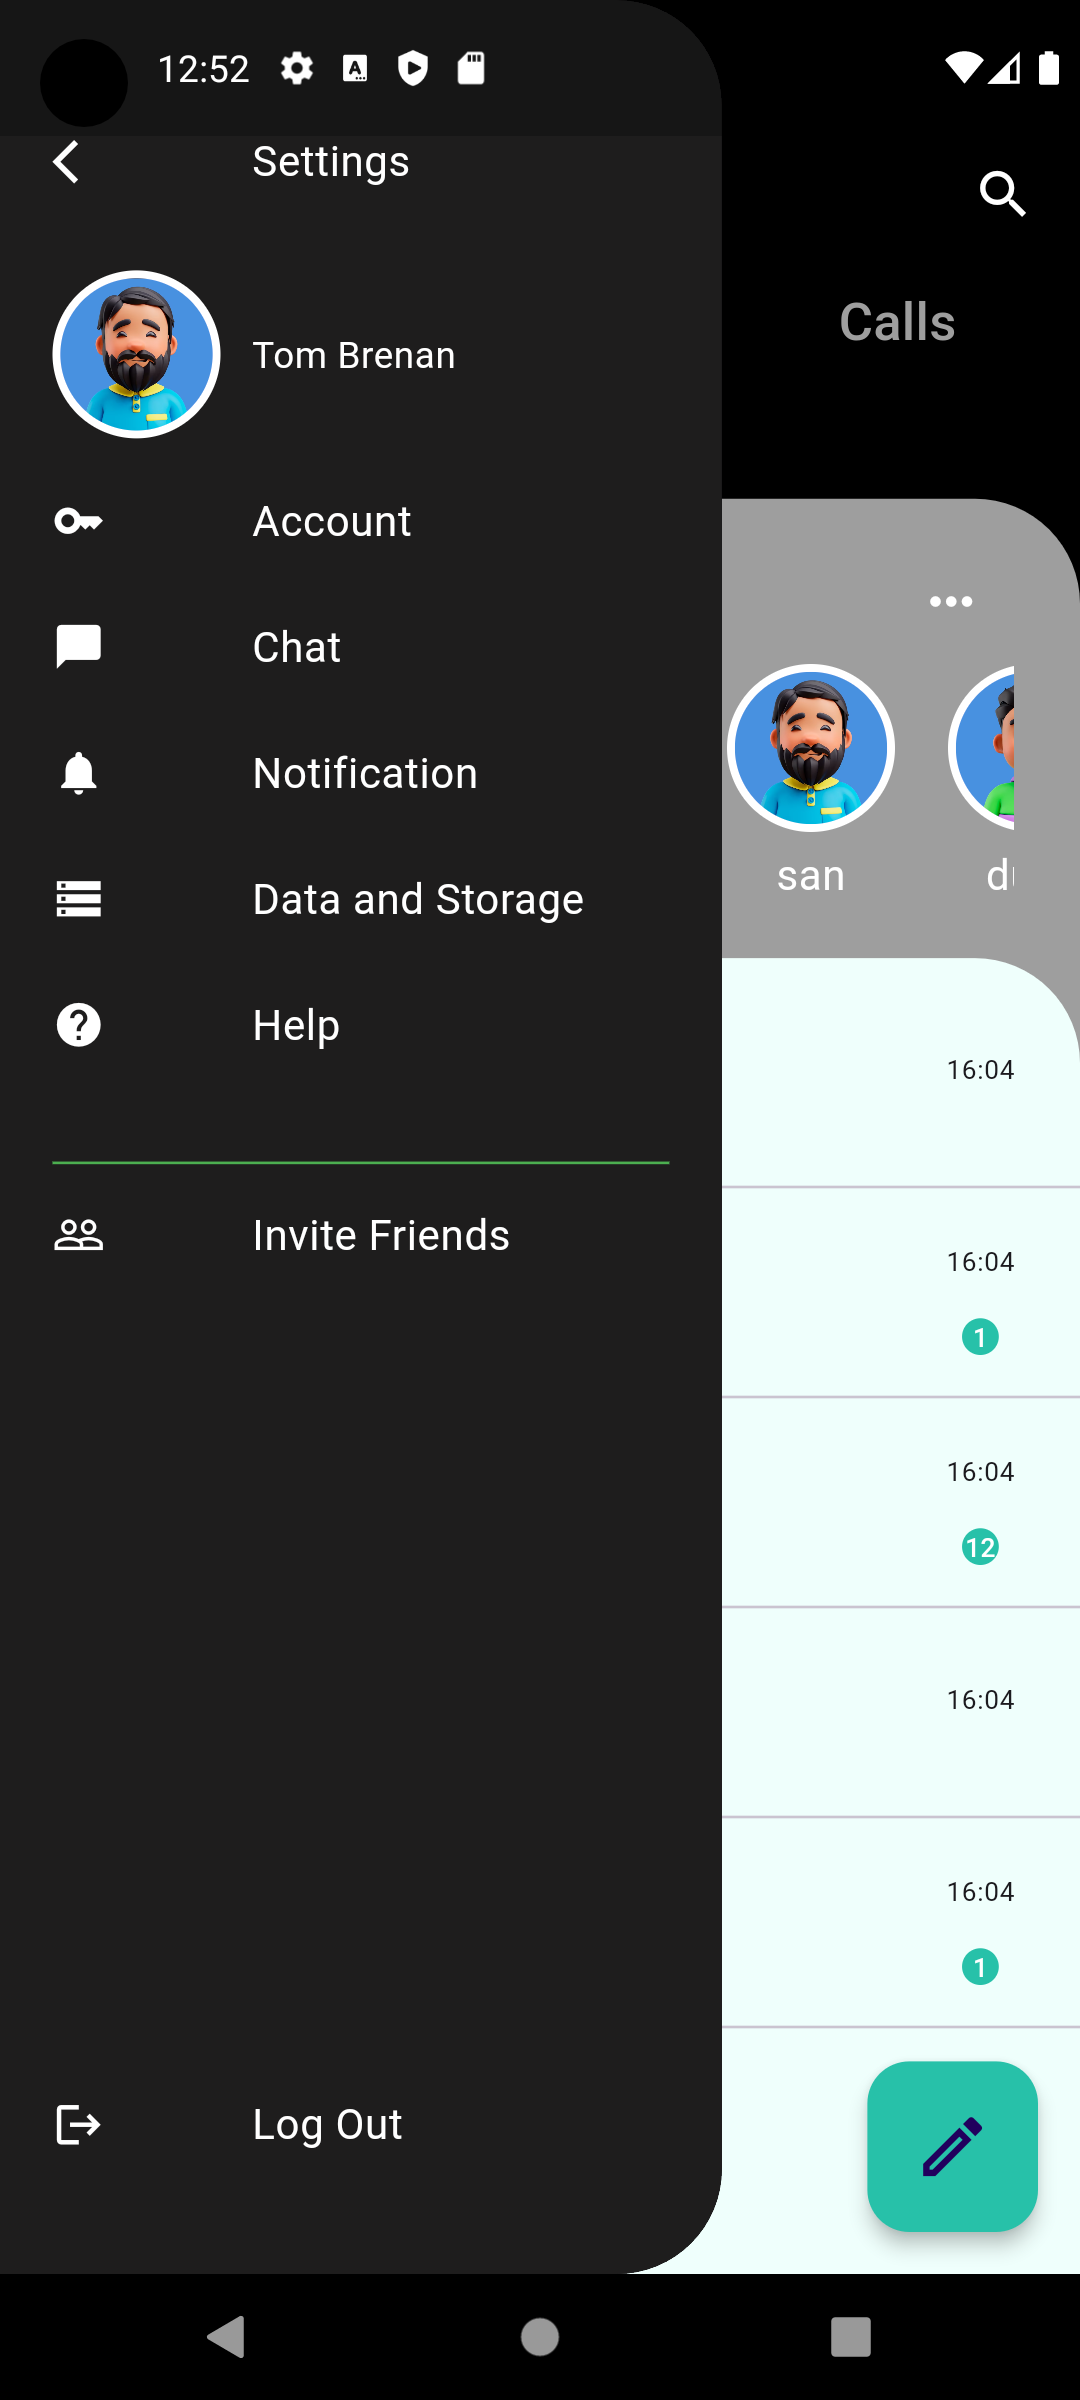 12:52
Settings
Calls
Tom Brenan
Account
Chat
Notification
san
Data and Storage
Help
16:04
Invite Friends
16:04
1
16:04
12
16:04
16:04
1
Log Out